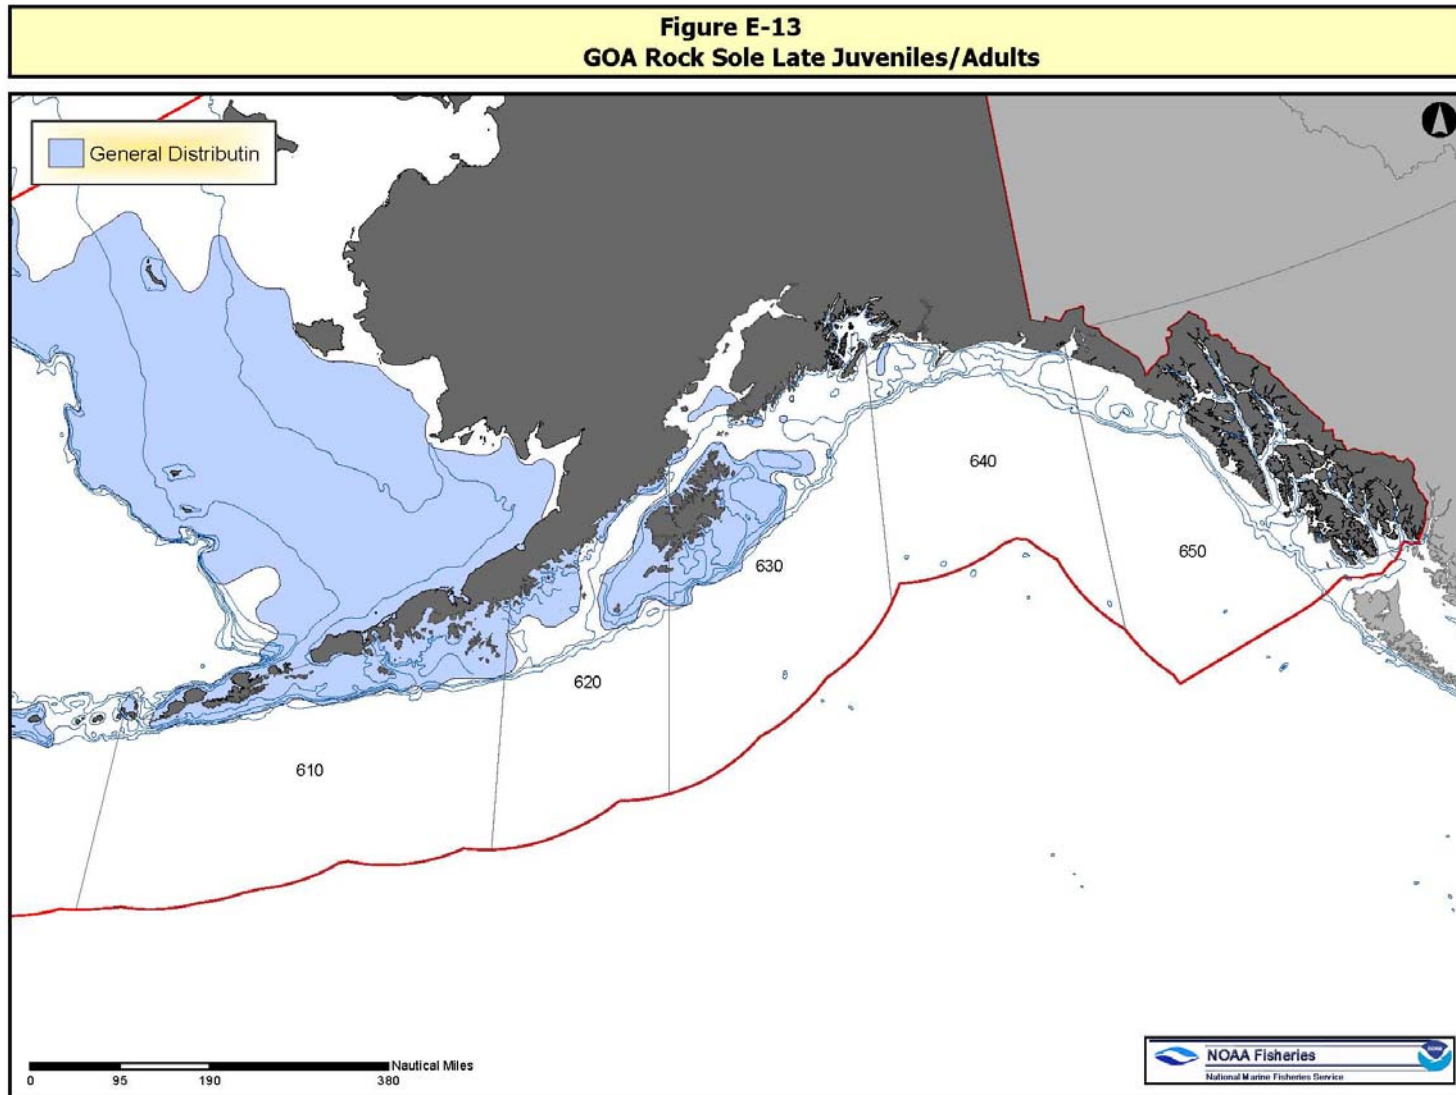 Figure E-13
GOA Rock Sole Late Juveniles/Adults
General Distributin
640
650
630
620
610
Nautical Miles
0 95 190 380
NOAA Fisheries
National Marine Fisheries Service